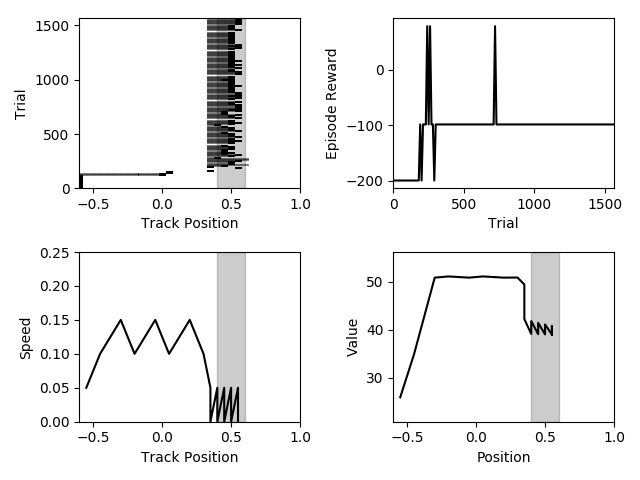 1500
1000
500
0
Trial
−0.5 0.0 0.5 1.0
Track Position
0
−100
−200
Episode Reward
0 500 1000 1500
Trial
0.25
0.20
0.15
0.10
0.05
0.00
Speed
−0.5 0.0 0.5 1.0
Track Position
50
40
30
Value
−0.5 0.0 0.5 1.0
Position